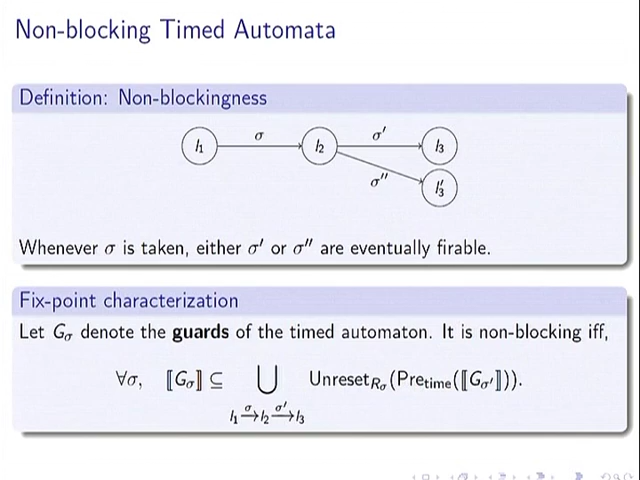 Non-blocking Timed Automata
Definition: Non-blockingness
l₁ σ l₂ σ′ l₃
σ″ l′₃
Whenever σ is taken, either σ′ or σ″ are eventually firable.
Fix-point characterization
Let G_σ denote the guards of the timed automaton. It is non-blocking iff,
∀σ, ⟦G_σ⟧ ⊆ ⋃ Unreset_{R_σ}(Pre_time(⟦G_σ′⟧)).
l₁ →^σ l₂ →^σ′ l₃